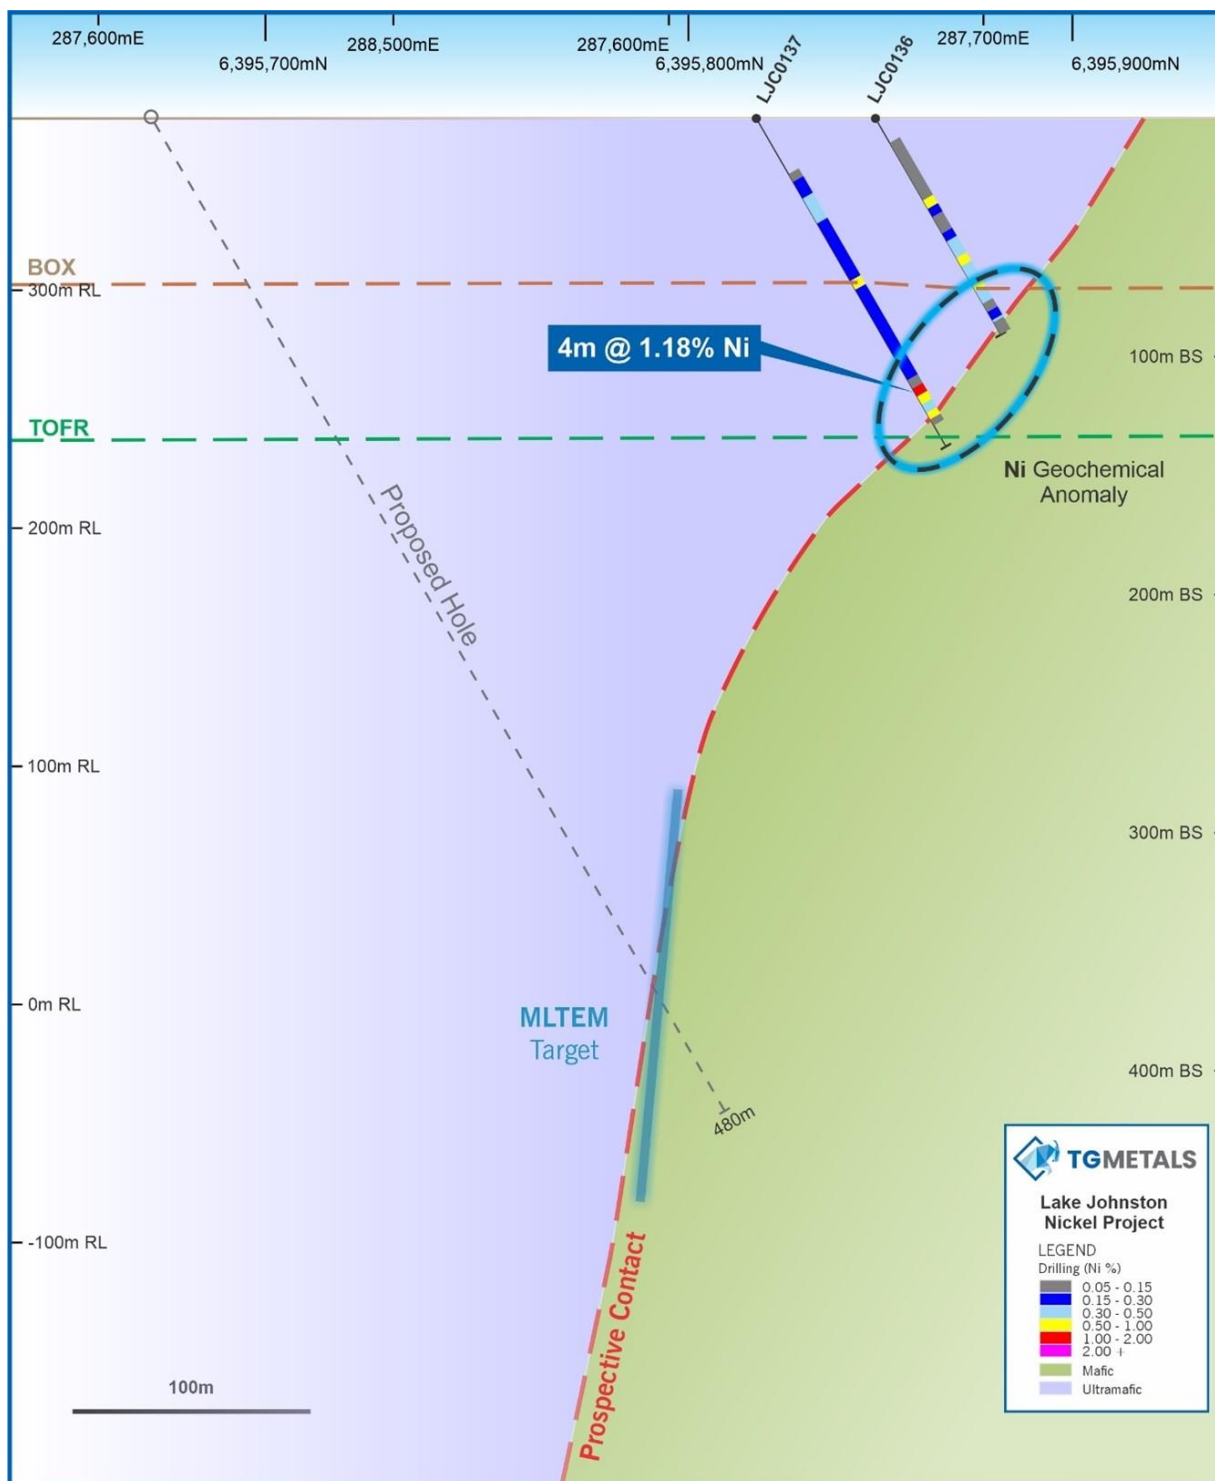 287,600mE
288,500mE
287,600mE
287,700mE
6,395,700mN
6,395,800mN
6,395,900mN
LJC0137
LJC0136
BOX
300m RL
4m @ 1.18% Ni
100m BS
TOFR
Ni Geochemical
Anomaly
Proposed Hole
200m RL
200m BS
100m RL
300m BS
0m RL
MLTEM
Target
400m BS
480m
-100m RL
Prospective Contact
100m
TGMETALS
Lake Johnston
Nickel Project
LEGEND
Drilling (Ni %)
0.05 - 0.15
0.15 - 0.30
0.30 - 0.50
0.50 - 1.00
1.00 - 2.00
2.00 +
Mafic
Ultramafic